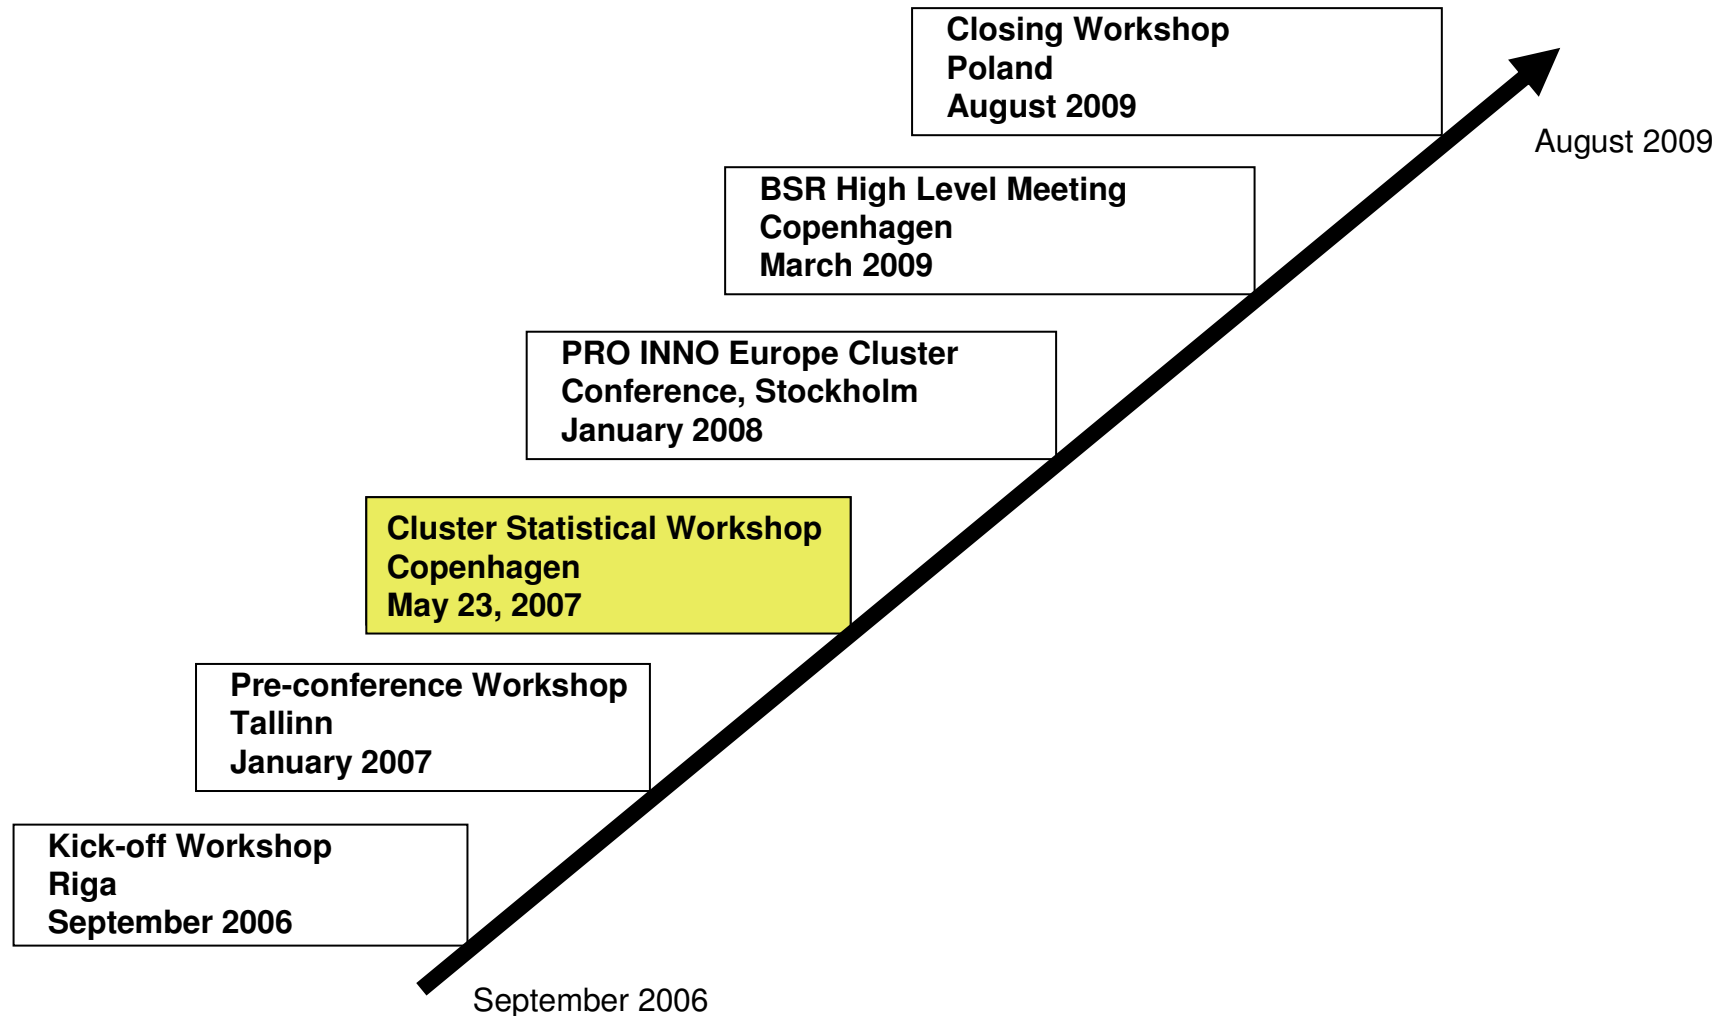 Closing Workshop
Poland
August 2009
August 2009
BSR High Level Meeting
Copenhagen
March 2009
PRO INNO Europe Cluster
Conference, Stockholm
January 2008
Cluster Statistical Workshop
Copenhagen
May 23, 2007
Pre-conference Workshop
Tallinn
January 2007
Kick-off Workshop
Riga
September 2006
September 2006